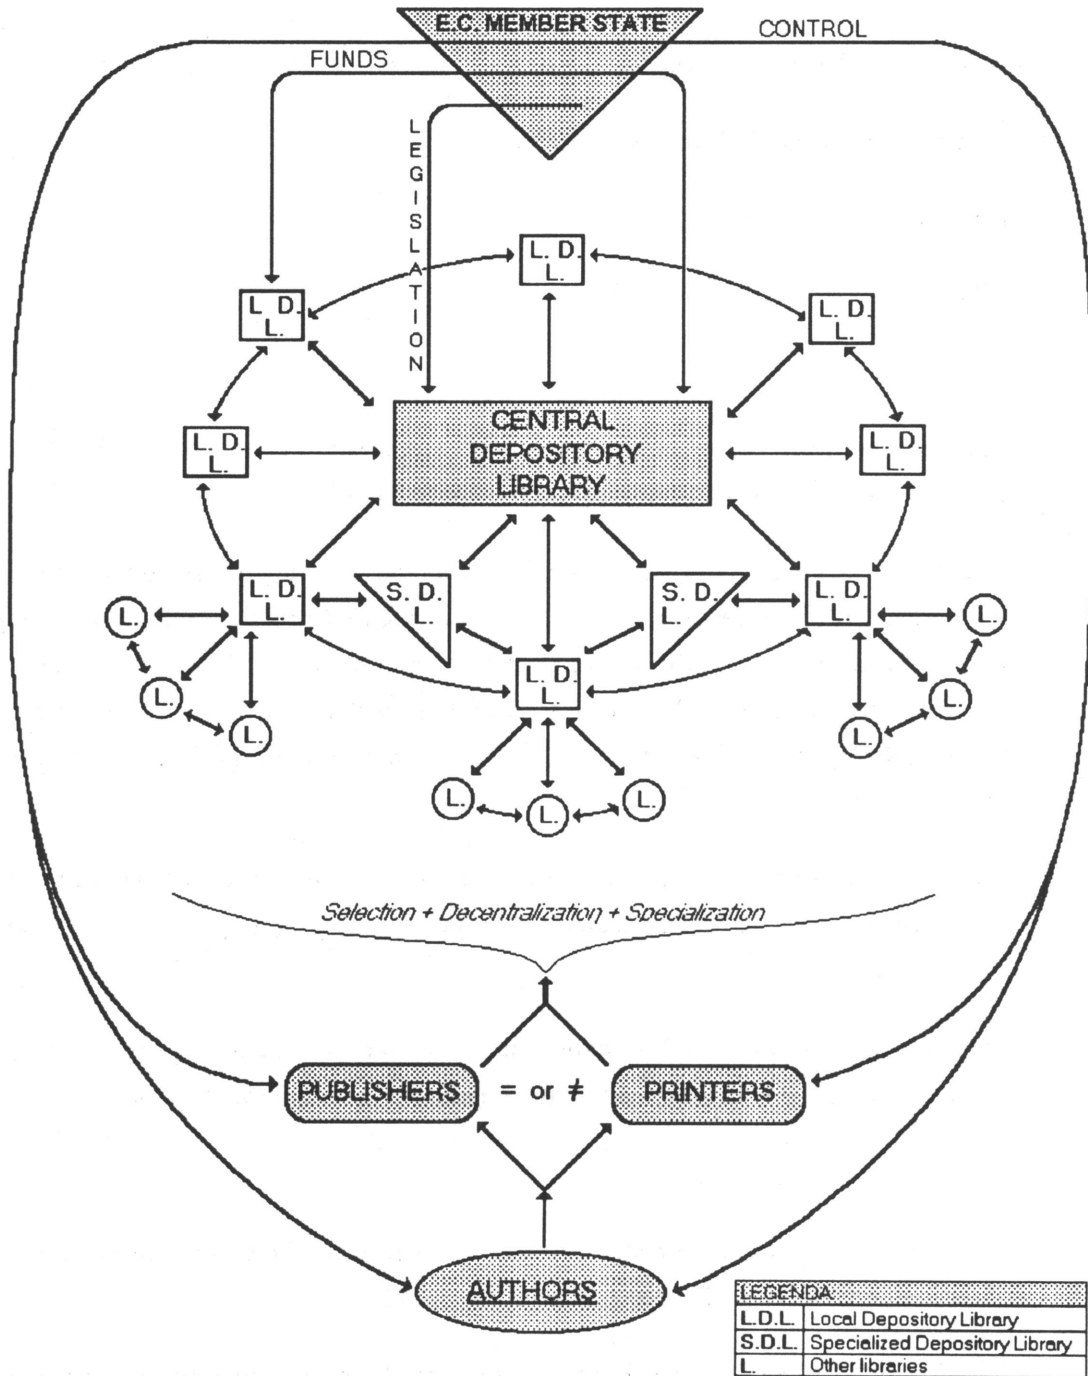 E.C. MEMBER STATE
CONTROL
FUNDS
LEGISLATION
L. D.
L.
L D.
L.
L. D.
L.
L. D.
L.
CENTRAL
DEPOSITORY
LIBRARY
L. D.
L.
L. D.
L.
S. D.
L.
S. D.
L.
L. D.
L.
L.
L.
L. D.
L.
L.
L.
L.
L.
L.
L.
L.
Selection + Decentralization + Specialization
PUBLISHERS
= or ≠
PRINTERS
AUTHORS
LEGENDA
L.D.L. Local Depository Library
S.D.L. Specialized Depository Library
L. Other libraries